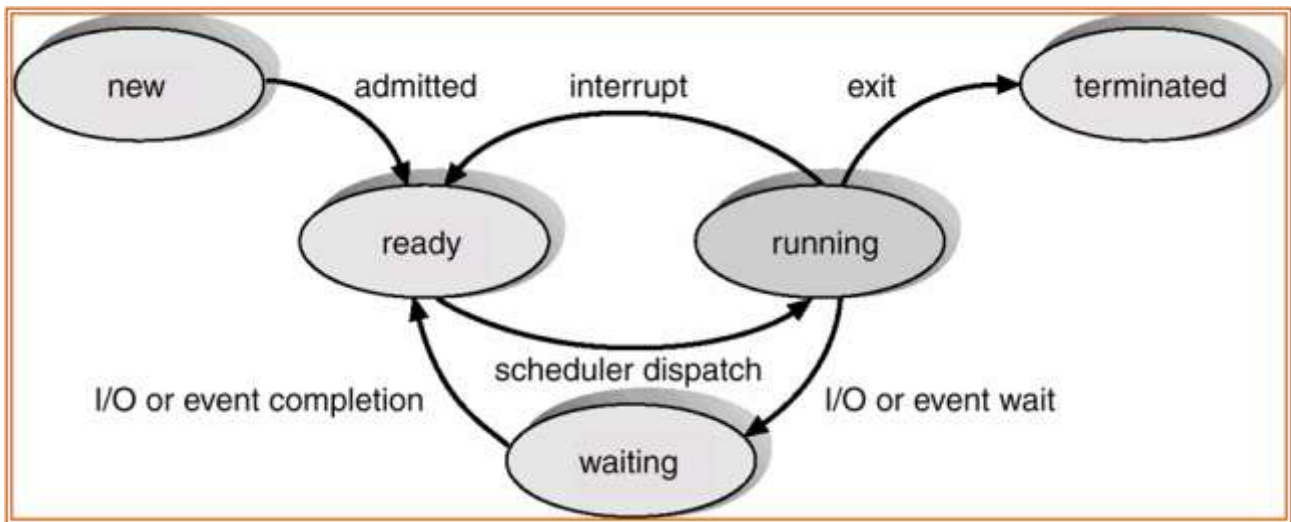 new
admitted
interrupt
exit
terminated
ready
running
scheduler dispatch
I/O or event completion
I/O or event wait
waiting